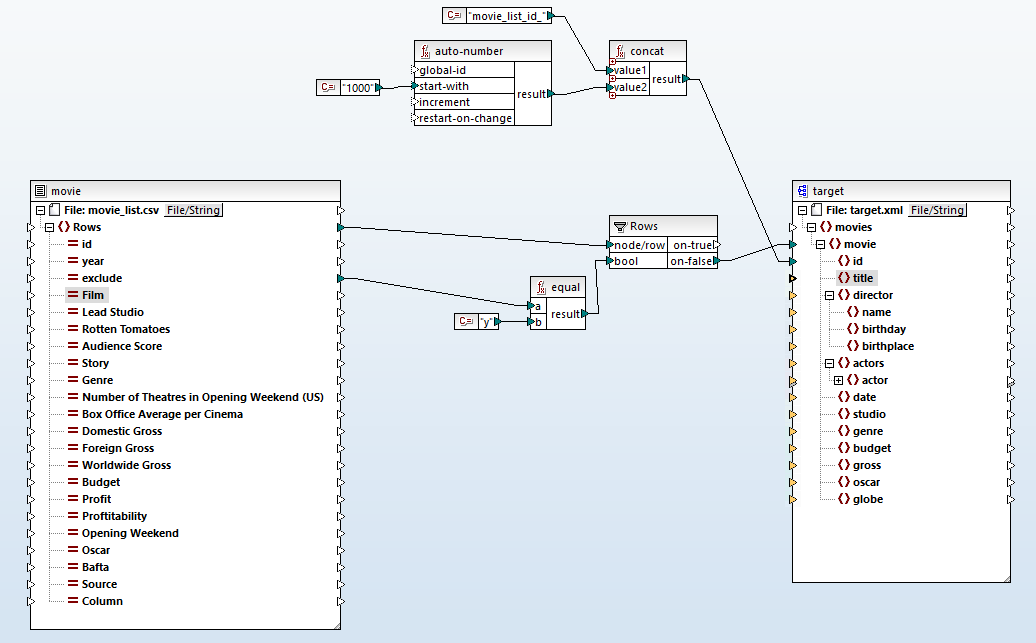 C= "movie_list_id_"
auto-number
global-id
start-with
increment
restart-on-change
result
C= "1000"
concat
value1
value2
result
movie
File: movie_list.csv File/String
Rows
id
year
exclude
Film
Lead Studio
Rotten Tomatoes
Audience Score
Story
Genre
Number of Theatres in Opening Weekend (US)
Box Office Average per Cinema
Domestic Gross
Foreign Gross
Worldwide Gross
Budget
Profit
Profitability
Opening Weekend
Oscar
Bafta
Source
Column
Rows
node/row on-true
bool on-false
equal
a
b
result
C= "y"
target
File: target.xml File/String
movies
movie
id
title
director
name
birthday
birthplace
actors
actor
date
studio
genre
budget
gross
oscar
globe